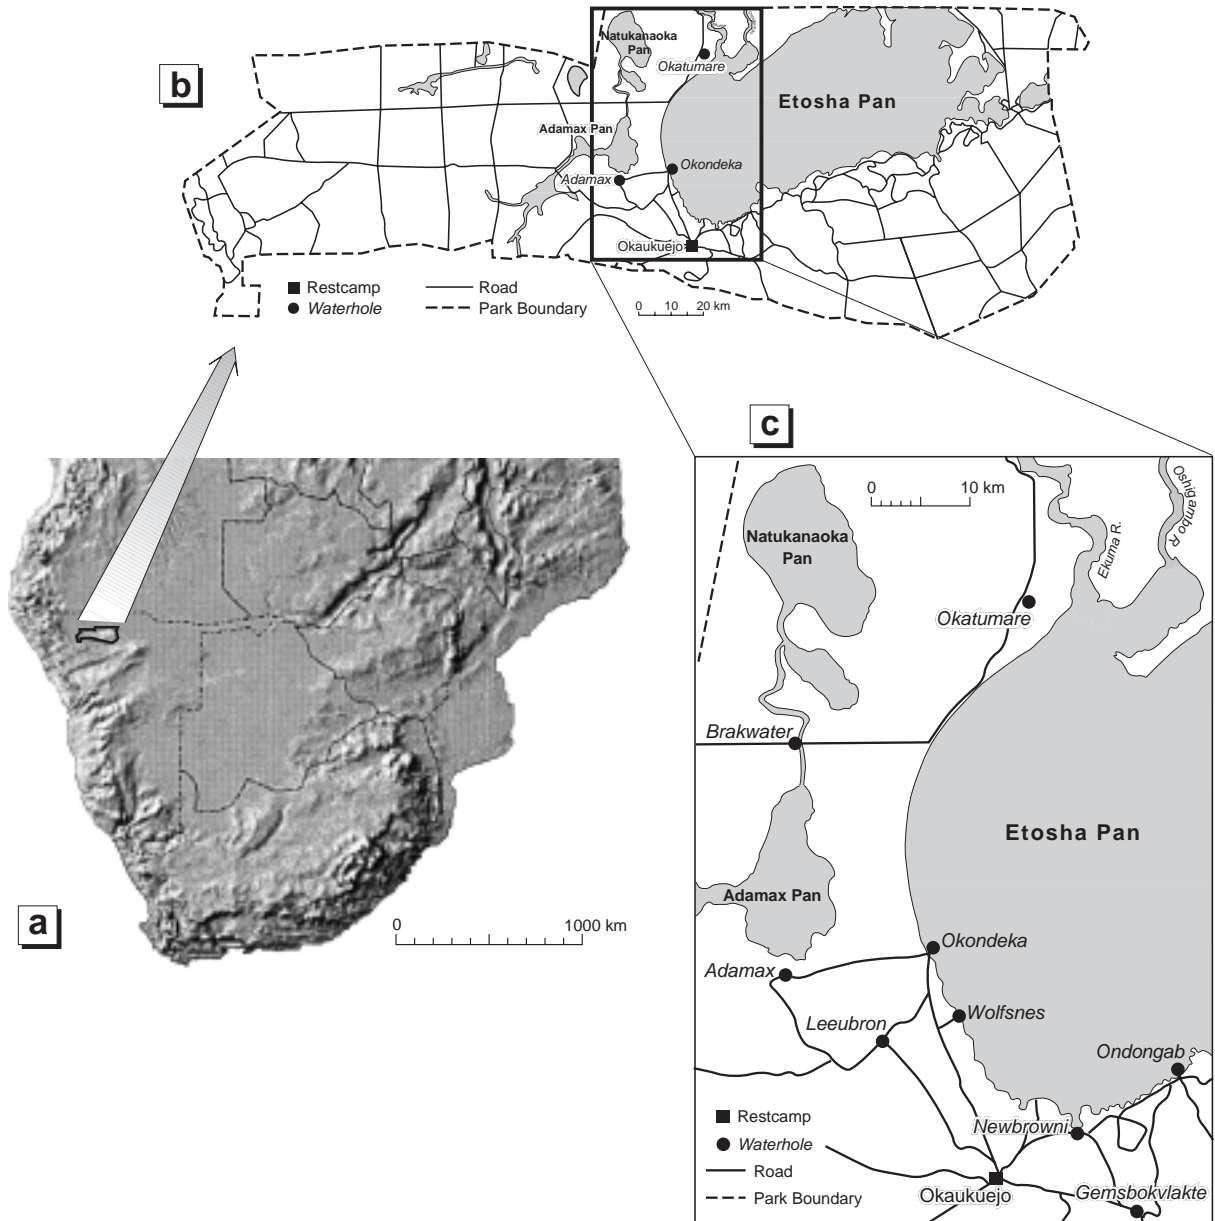 b
Natukanaoka
Pan
Okatumare
Etosha Pan
Adamax Pan
Okondeka
Adamax
Okaukuejo
Restcamp
Road
Waterhole
Park Boundary
0 10 20 km
c
0 10 km
Oshigambo R.
Natukanaoka
Pan
Ekuma R.
Okatumare
Brakwater
Etosha Pan
Adamax Pan
Okondeka
Adamax
Wolfsnes
Leeubron
Ondongab
Restcamp
Newbrowni
Waterhole
Road
Okaukuejo
Gemsbokvlakte
Park Boundary
a
0 1000 km